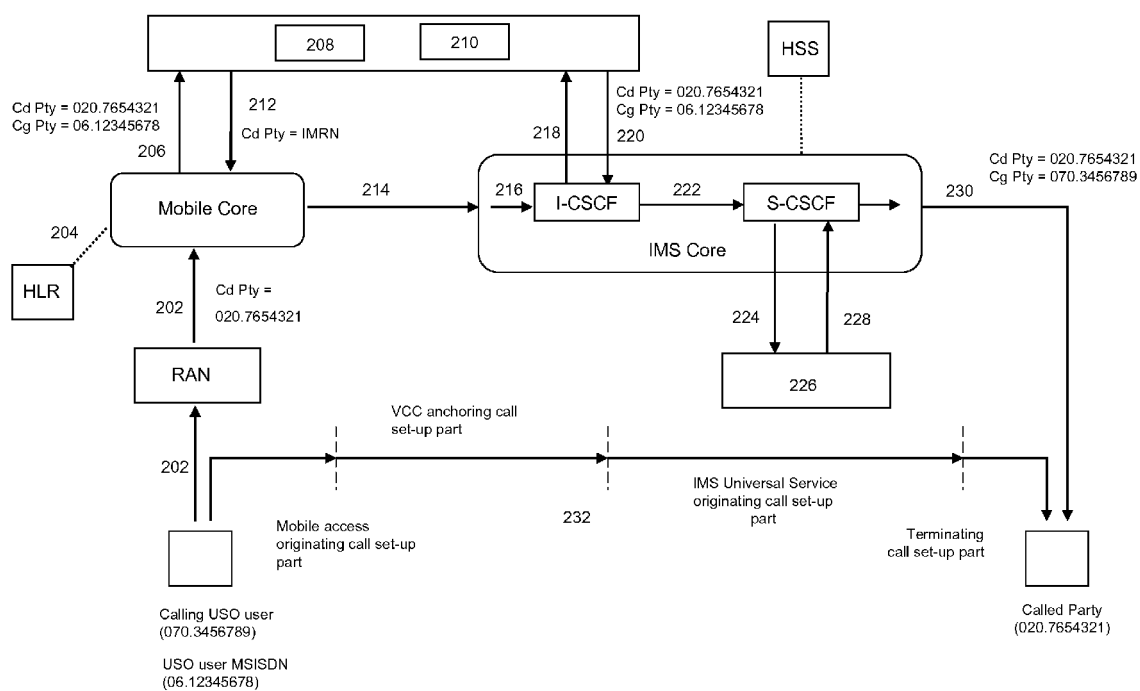 208
210
HSS
Cd Pty = 020.7654321
Cg Pty = 06.12345678
206
212
Cd Pty = IMRN
218
Cd Pty = 020.7654321
Cg Pty = 06.12345678
220
Cd Pty = 020.7654321
Cg Pty = 070.3456789
230
Mobile Core
214
216
I-CSCF
222
S-CSCF
IMS Core
204
HLR
202
Cd Pty =
020.7654321
224
228
RAN
226
VCC anchoring call
set-up part
202
Mobile access
originating call set-up
part
232
IMS Universal Service
originating call set-up
part
Terminating
call set-up part
Calling USO user
(070.3456789)
USO user MSISDN
(06.12345678)
Called Party
(020.7654321)